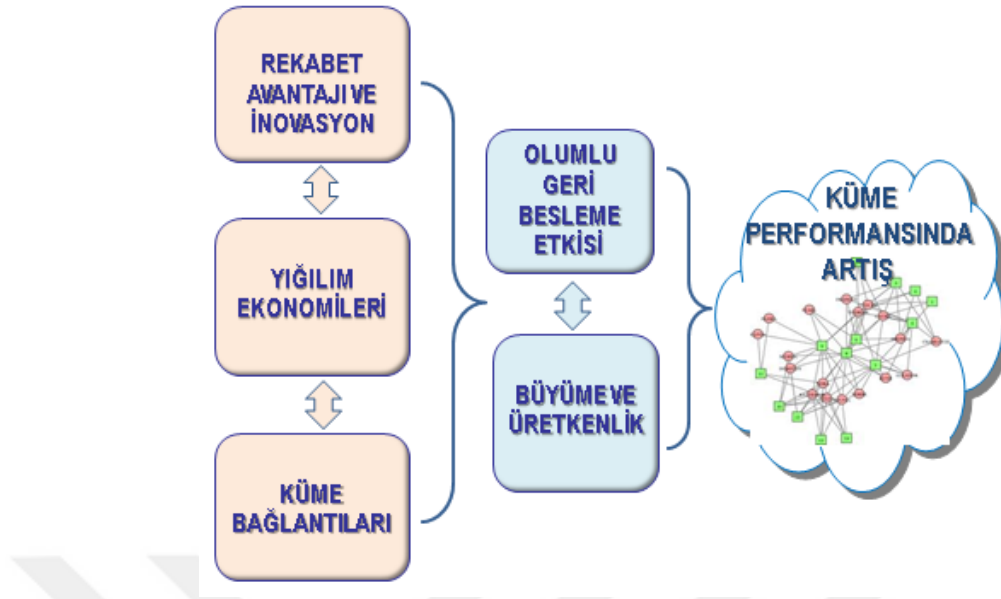 REKABET
AVANTAJI VE
İNOVASYON
YIĞILIM
EKONOMİLERİ
KÜME
BAĞLANTILARI
OLUMLU
GERİ
BESLEME
ETKİSİ
BÜYÜME VE
ÜRETKENLİK
KÜME
PERFORMANSINDA
ARTIŞ